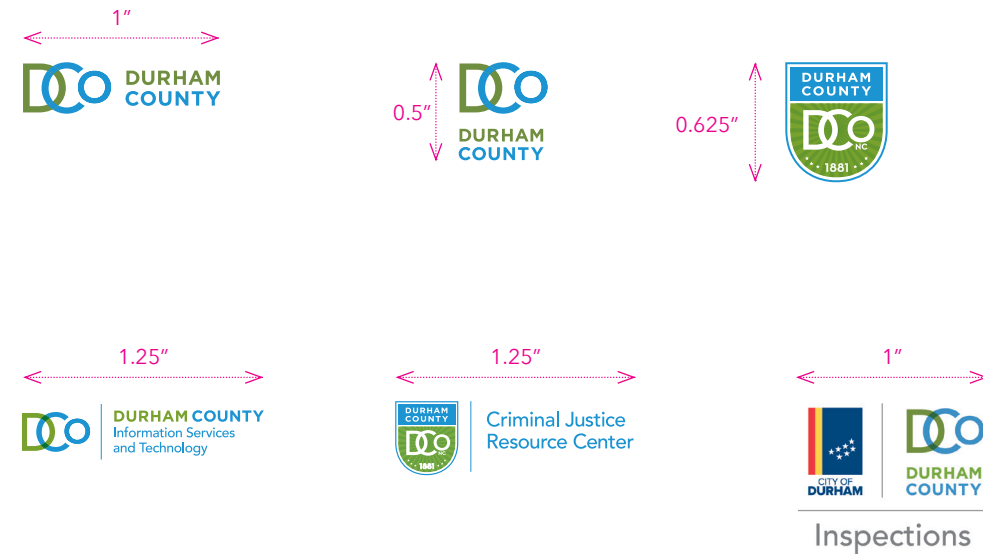 1”
DCo DURHAM
COUNTY
0.5”
DCo
DURHAM
COUNTY
0.625”
DURHAM
COUNTY
DCo
NC
1881
1.25”
DCo DURHAM COUNTY
Information Services
and Technology
1.25”
DURHAM
COUNTY
DCo
NC
1881
Criminal Justice
Resource Center
1”
CITY OF
DURHAM
DCo
DURHAM
COUNTY
Inspections